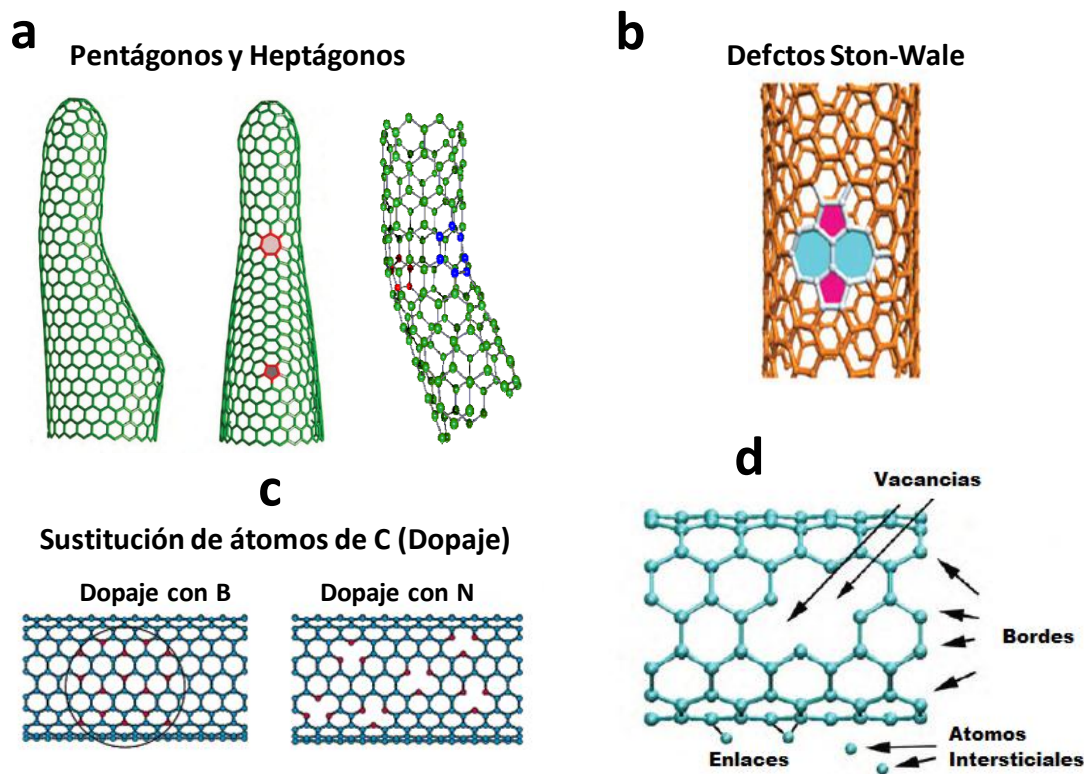 a
Pentágonos y Heptágonos
b
Defctos Ston-Wale
c
Sustitución de átomos de C (Dopaje)
Dopaje con B
Dopaje con N
d
Vacancias
Bordes
Enlaces
Atomos
Intersticiales